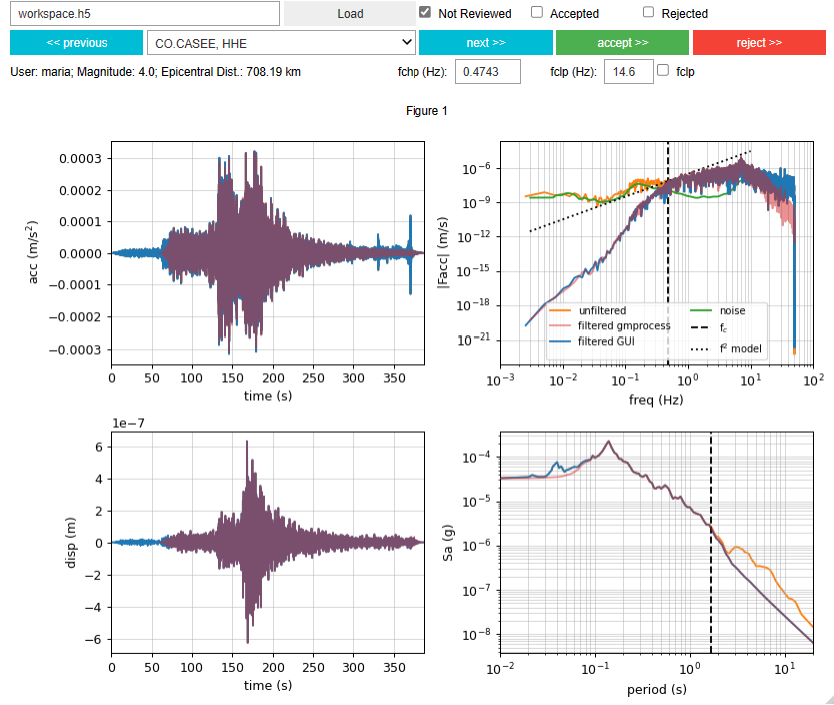 workspace.h5 Load Not Reviewed Accepted Rejected
<< previous CO.CASEE, HHE next >> accept >> reject >>
User: maria; Magnitude: 4.0; Epicentral Dist.: 708.19 km fchp (Hz): 0.4743 fclp (Hz): 14.6 fclp
Figure 1
acc (m/s²)
0.0003
0.0002
0.0001
0.0000
−0.0001
−0.0002
−0.0003
0 50 100 150 200 250 300 350
time (s)
|Facc| (m/s)
10⁻⁶
10⁻⁹
10⁻¹²
10⁻¹⁵
10⁻¹⁸
10⁻²¹
unfiltered noise
filtered gmprocess f_c
filtered GUI f² model
10⁻³ 10⁻² 10⁻¹ 10⁰ 10¹ 10²
freq (Hz)
1e−7
disp (m)
6
4
2
0
−2
−4
−6
0 50 100 150 200 250 300 350
time (s)
Sa (g)
10⁻⁴
10⁻⁵
10⁻⁶
10⁻⁷
10⁻⁸
10⁻² 10⁻¹ 10⁰ 10¹
period (s)